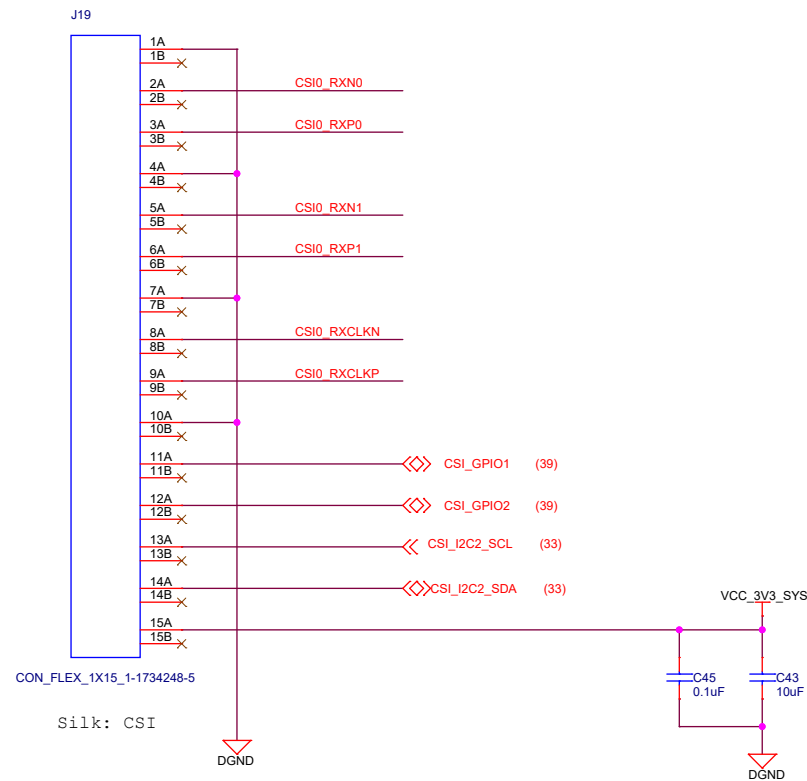 J19
1A
1B
2A CSI0_RXN0
2B
3A CSI0_RXP0
3B
4A
4B
5A CSI0_RXN1
5B
6A CSI0_RXP1
6B
7A
7B
8A CSI0_RXCLKN
8B
9A CSI0_RXCLKP
9B
10A
10B
11A CSI_GPIO1 (39)
11B
12A CSI_GPIO2 (39)
12B
13A CSI_I2C2_SCL (33)
13B
14A CSI_I2C2_SDA (33)
14B
VCC_3V3_SYS
15A
15B
CON_FLEX_1X15_1-1734248-5
C45 C43
0.1uF 10uF
Silk: CSI
DGND
DGND